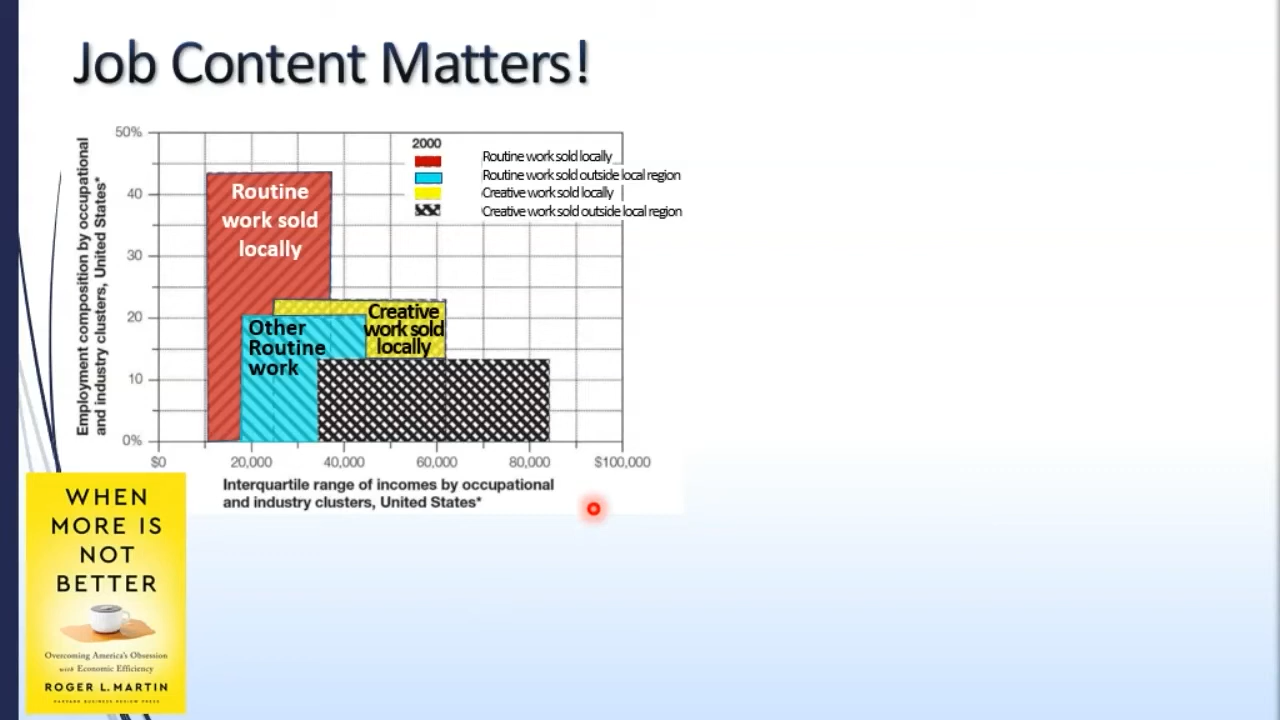 Job Content Matters!
Employment composition by occupational
and industry clusters, United States*
50%
40
30
20
10
0%
$0
20,000
40,000
60,000
80,000
$100,000
Interquartile range of incomes by occupational
and industry clusters, United States*
2000
Routine work sold locally
Routine work sold outside local region
Creative work sold locally
Creative work sold outside local region
Routine
work sold
locally
Other
Routine
work
Creative
work sold
locally
WHEN
MORE IS
NOT
BETTER
Overcoming America's Obsession
with Economic Efficiency
ROGER L. MARTIN
HARVARD BUSINESS REVIEW PRESS